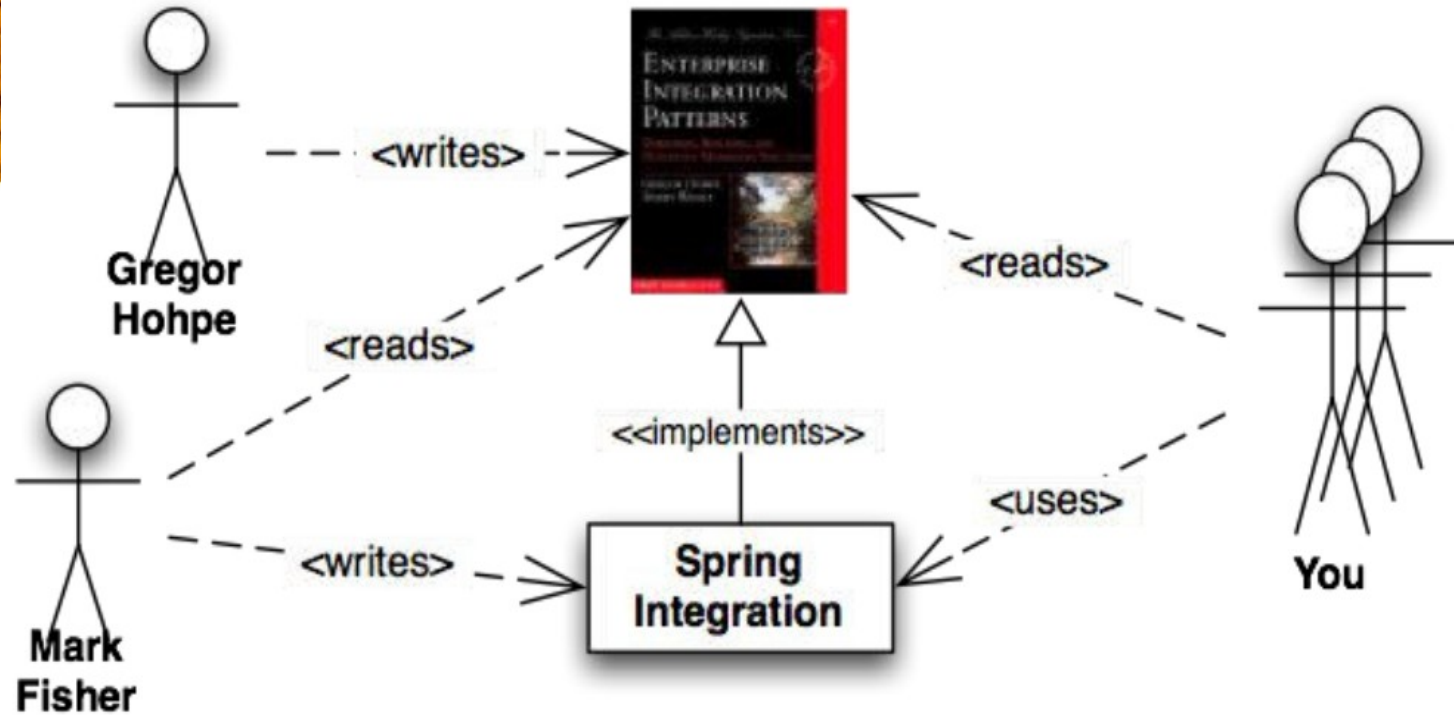 ENTERPRISE
INTEGRATION
PATTERNS
<writes>
Gregor
Hohpe
<reads>
<reads>
<<implements>>
<uses>
<writes>
Spring
Integration
You
Mark
Fisher